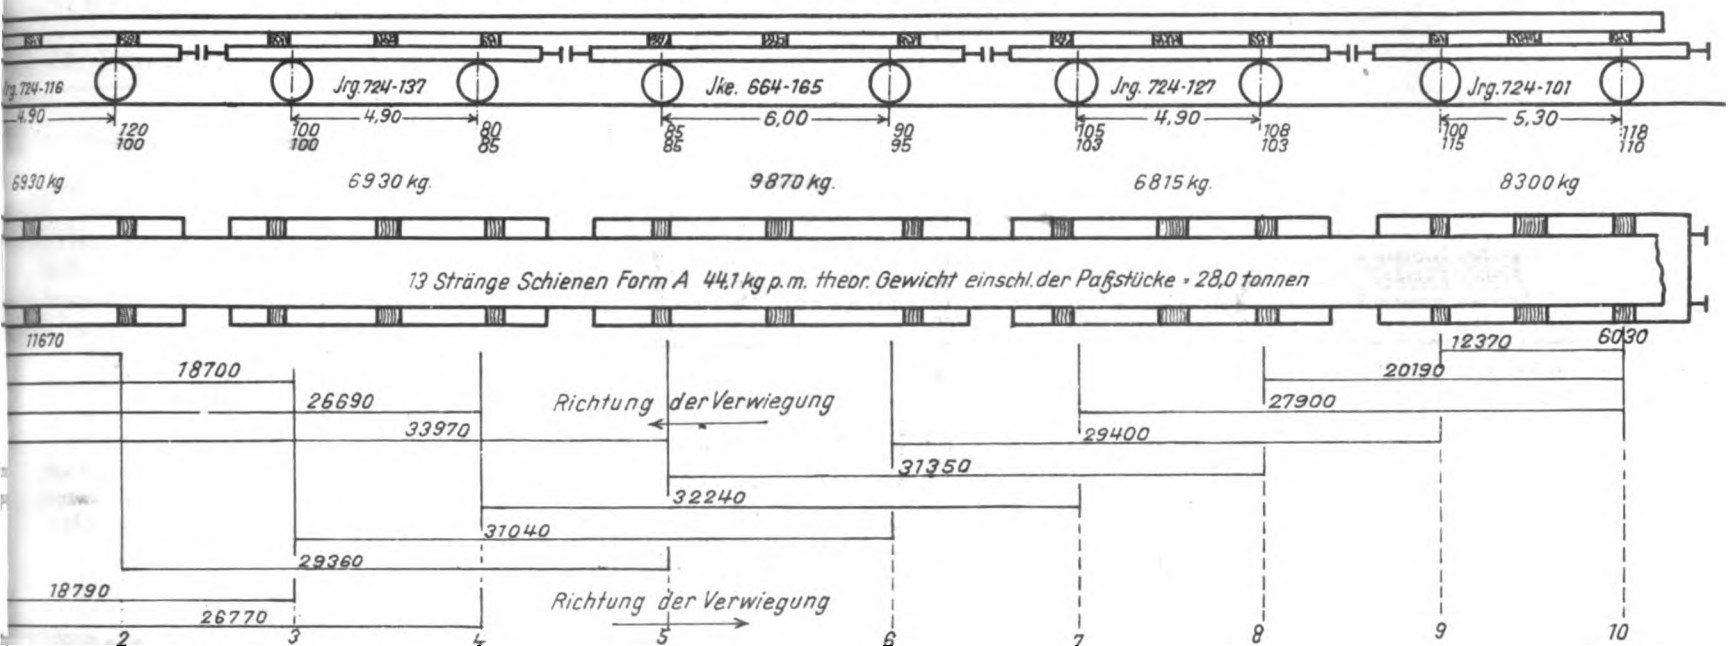 Jrg. 724-116 Jrg. 724-137 Jke. 664-165 Jrg. 724-127 Jrg. 724-101
4.90 4,90 6,00 4,90 5,30
120 100 80 85 90 105 108 100 118
100 100 85 86 95 103 103 115 116
6930 kg 6930 kg. 9870 kg. 6815 kg. 8300 kg
13 Stränge Schienen Form A 44,1 kg p.m. theor. Gewicht einschl. der Paßstücke = 28,0 tonnen
11670 12370 6030
18700 20190
26690 Richtung der Verwiegung 27900
33970 29400
31350
32240
31040
29360
18790 Richtung der Verwiegung
26770
2 3 4 5 6 7 8 9 10